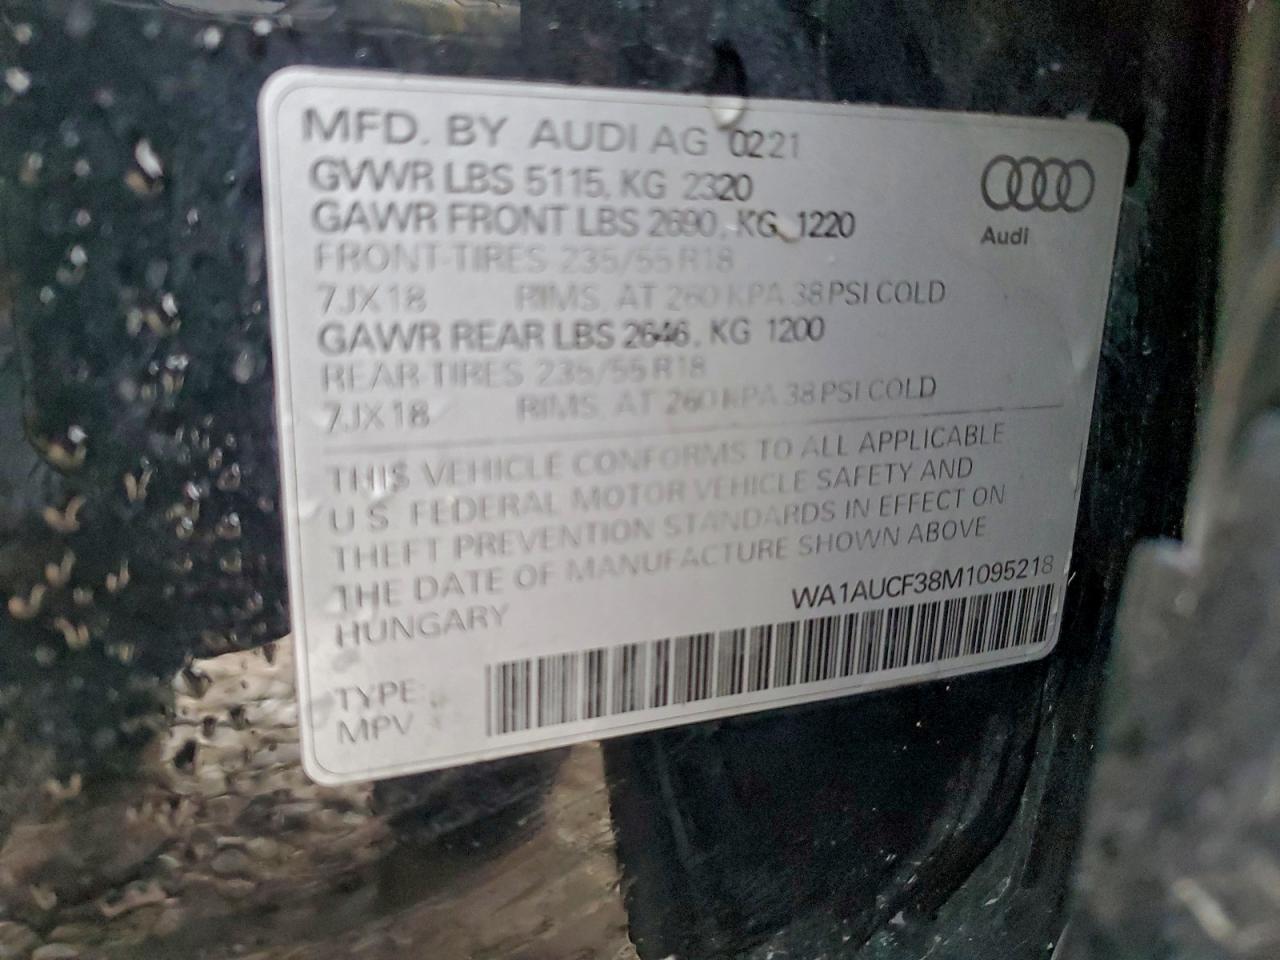 MFD. BY AUDI AG 0221
GVWR LBS 5115, KG 2320
GAWR FRONT LBS 2690, KG 1220
FRONT TIRES 235/55 R18
7JX18 RIMS, AT 260 KPA 38 PSI COLD
GAWR REAR LBS 2646, KG 1200
REAR TIRES 235/55 R18
7JX18 RIMS, AT 260 KPA 38 PSI COLD
Audi
THIS VEHICLE CONFORMS TO ALL APPLICABLE
U.S. FEDERAL MOTOR VEHICLE SAFETY AND
THEFT PREVENTION STANDARDS IN EFFECT ON
THE DATE OF MANUFACTURE SHOWN ABOVE
HUNGARY
WA1AUCF38M1095218
TYPE:
MPV